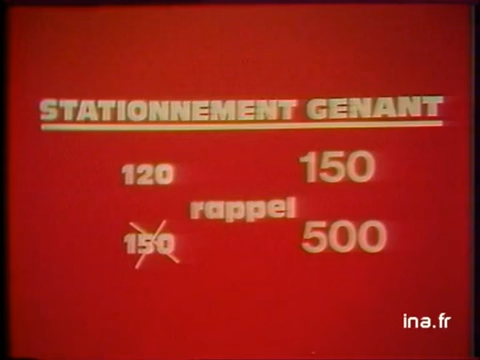 STATIONNEMENT GENANT
120 150
rappel
150 500
ina.fr